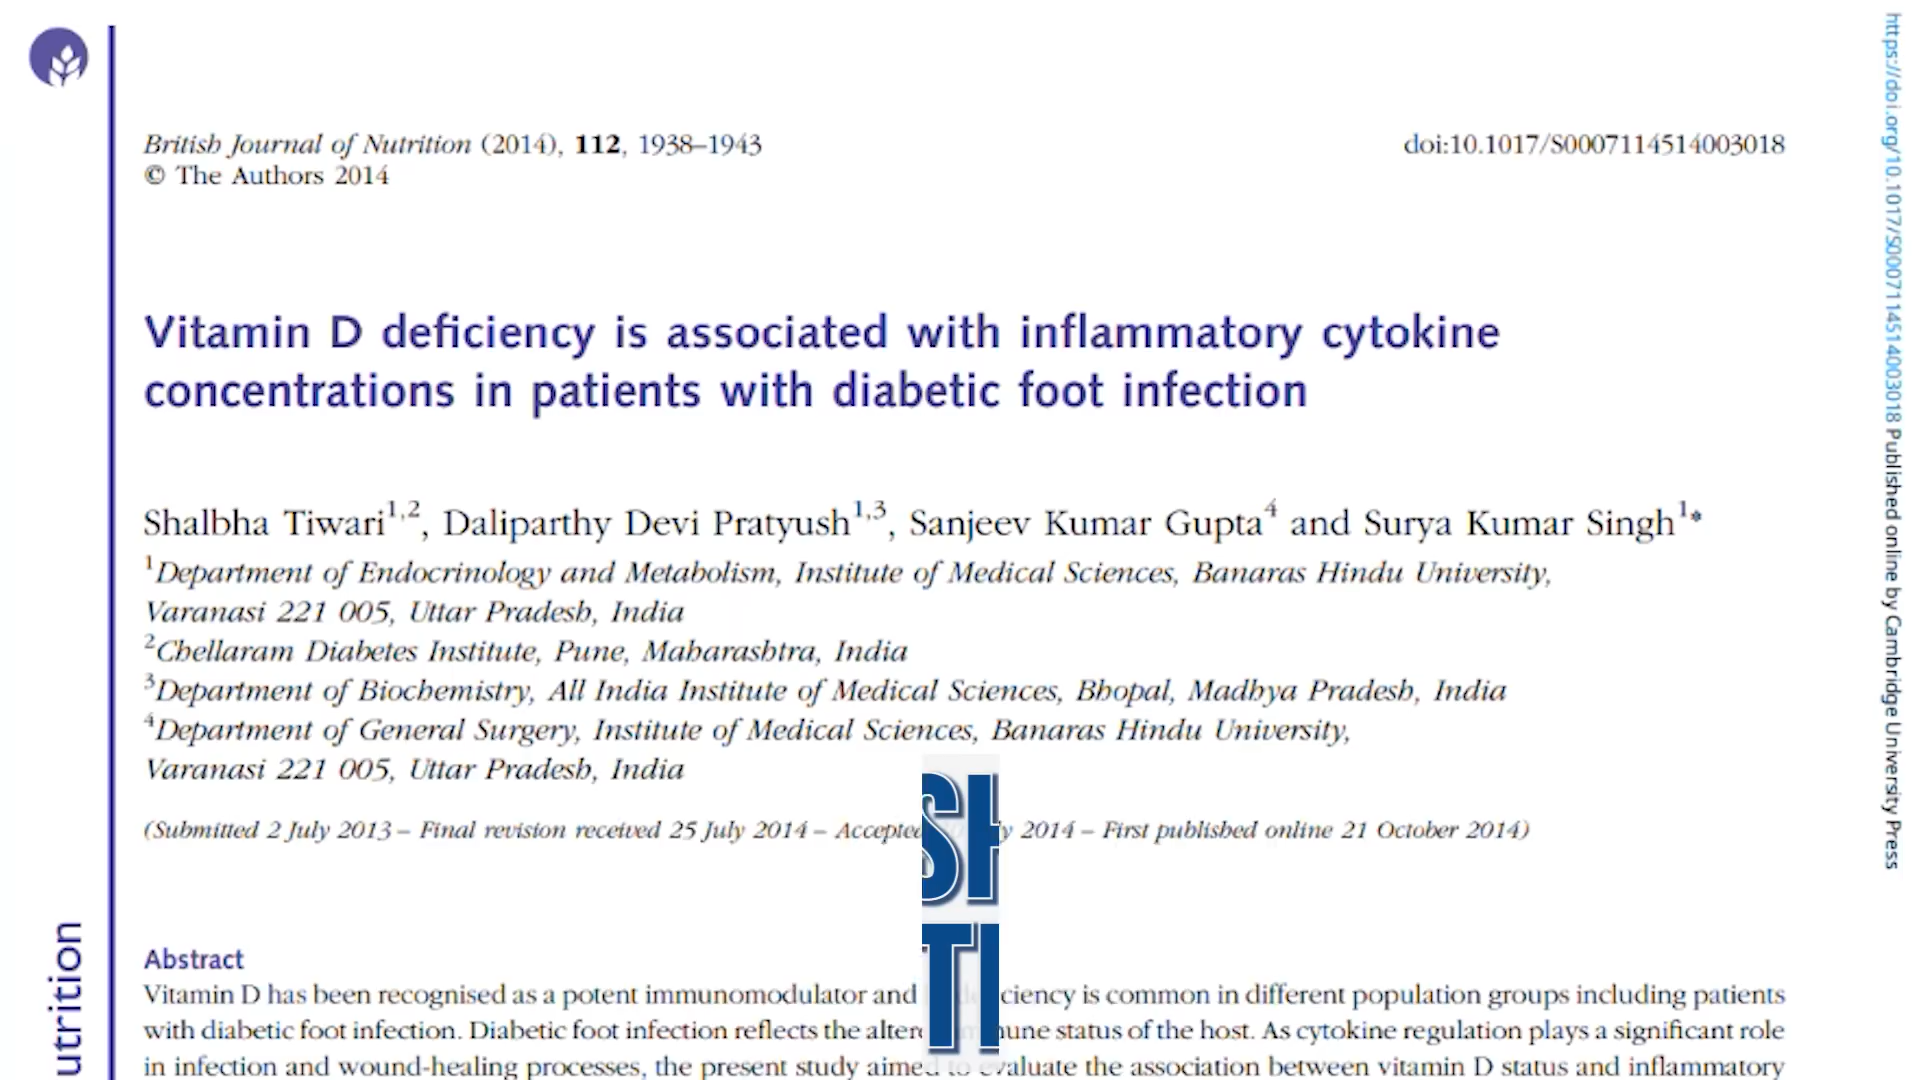 British Journal of Nutrition (2014), 112, 1938–1943
doi:10.1017/S0007114514003018
© The Authors 2014
Vitamin D deficiency is associated with inflammatory cytokine
concentrations in patients with diabetic foot infection
Shalbha Tiwari1,2, Daliparthy Devi Pratyush1,3, Sanjeev Kumar Gupta4 and Surya Kumar Singh1*
1Department of Endocrinology and Metabolism, Institute of Medical Sciences, Banaras Hindu University,
Varanasi 221 005, Uttar Pradesh, India
2Chellaram Diabetes Institute, Pune, Maharashtra, India
3Department of Biochemistry, All India Institute of Medical Sciences, Bhopal, Madhya Pradesh, India
4Department of General Surgery, Institute of Medical Sciences, Banaras Hindu University,
Varanasi 221 005, Uttar Pradesh, India
(Submitted 2 July 2013 – Final revision received 25 July 2014 – Accepted 2014 – First published online 21 October 2014)
Abstract
Vitamin D has been recognised as a potent immunomodulator and ciency is common in different population groups including patients
with diabetic foot infection. Diabetic foot infection reflects the altere une status of the host. As cytokine regulation plays a significant role
in infection and wound-healing processes, the present study aimed to evaluate the association between vitamin D status and inflammatory
SH
TI
utrition
https://doi.org/10.1017/S0007114514003018 Published online by Cambridge University Press